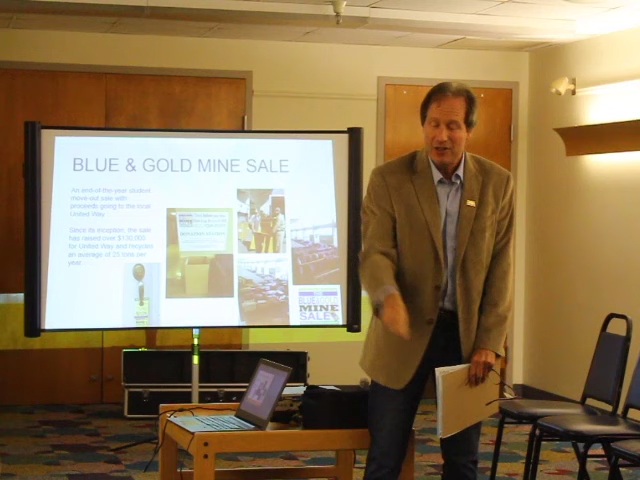 BLUE & GOLD MINE SALE
An end-of-the-year student
move-out sale with
proceeds going to the local
United Way
Since its inception, the sale
has raised over $130,000
for United Way and recycles
an average of 25 tons per
year.
MINE
SALE